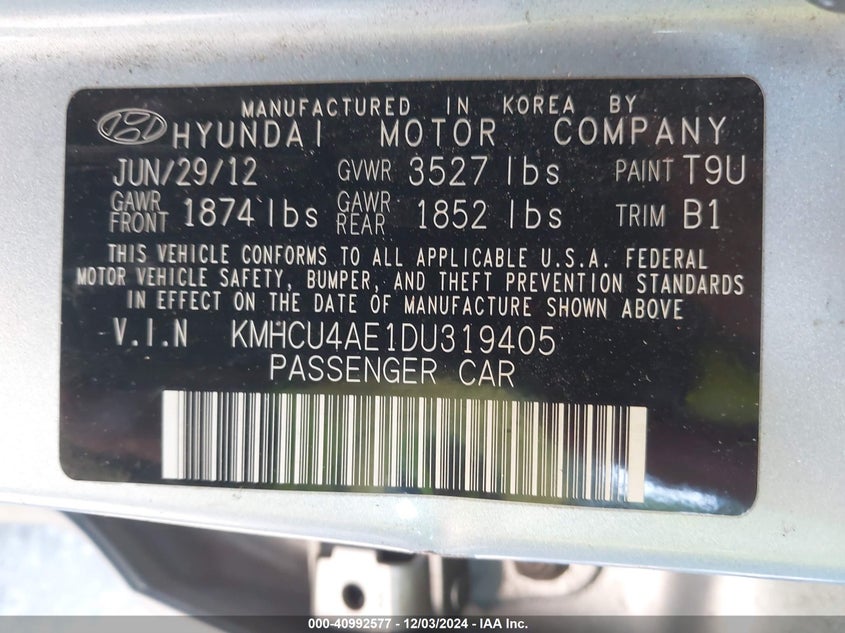 MANUFACTURED IN KOREA BY
HYUNDAI MOTOR COMPANY
JUN/29/12 GVWR 3527 lbs PAINT T9U
GAWR FRONT 1874 lbs GAWR REAR 1852 lbs TRIM B1
THIS VEHICLE CONFORMS TO ALL APPLICABLE U.S.A. FEDERAL
MOTOR VEHICLE SAFETY, BUMPER, AND THEFT PREVENTION STANDARDS
IN EFFECT ON THE DATE OF MANUFACTURE SHOWN ABOVE
V.I.N KMHCU4AE1DU319405
PASSENGER CAR
000-40992577 - 12/03/2024 - IAA Inc.